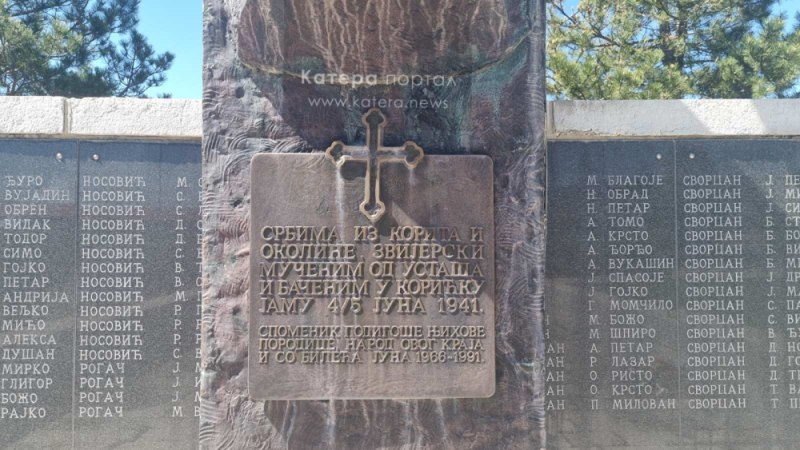 Катера портал
www.katera.news
СРБИМА ИЗ КОРИТА И
ОКОЛИНЕ, ЗВИЈЕРСКИ
МУЧЕНИМ ОД УСТАША
И БАЧЕНИМ У КОРИЋКУ
ЈАМУ 4/5 ЈУНА 1941.
СПОМЕНИК ПОДИГОШЕ ЊИХОВЕ
ПОРОДИЦЕ, НАРОД ОВОГ КРАЈА
И СО БИЛЕЋА ЈУНА 1966-1991.
ЂУРО НОСОВИЋ М
ВУЈАДИН НОСОВИЋ С
ОБРЕН НОСОВИЋ С
ВИДАК НОСОВИЋ Д
ТОДОР НОСОВИЋ Д
СИМО НОСОВИЋ С
ГОЈКО НОСОВИЋ В
ПЕТАР НОСОВИЋ В
АНДРИЈА НОСОВИЋ М
ВЕЉКО НОСОВИЋ Р
МИЋО НОСОВИЋ Р
АЛЕКСА НОСОВИЋ Р
ДУШАН НОСОВИЋ В
МИРКО РОГАЧ Ј
ГЛИГОР РОГАЧ Ј
БОЖО РОГАЧ Ј
РАЈКО РОГАЧ М
М. БЛАГОЈЕ СВОРЦАН Ј.
Н. ОБРАД СВОРЦАН Ј.
Н. ПЕТАР СВОРЦАН М.
А. ТОМО СВОРЦАН Б.
А. КРСТО СВОРЦАН Б.
А. ЂОРЂО СВОРЦАН Б.
А. ВУКАШИН СВОРЦАН
Ј. СПАСОЈЕ СВОРЦАН Ј.
Ј. ГОЈКО СВОРЦАН М.
Г. МОМЧИЛО СВОРЦАН
М. БОЖО СВОРЦАН С.
М. ШПИРО СВОРЦАН
А. ПЕТАР СВОРЦАН
Р. ЛАЗАР СВОРЦАН
О. РИСТО СВОРЦАН
О. КРСТО СВОРЦАН
П. МИЛОВАН СВОРЦАН Т